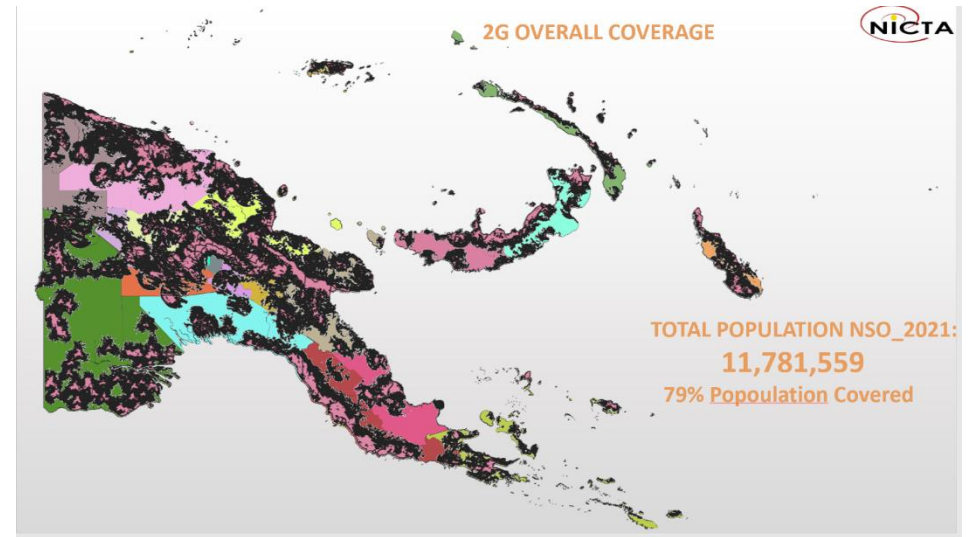 2G OVERALL COVERAGE
NICTA
TOTAL POPULATION NSO_2021:
11,781,559
79% Popoulation Covered